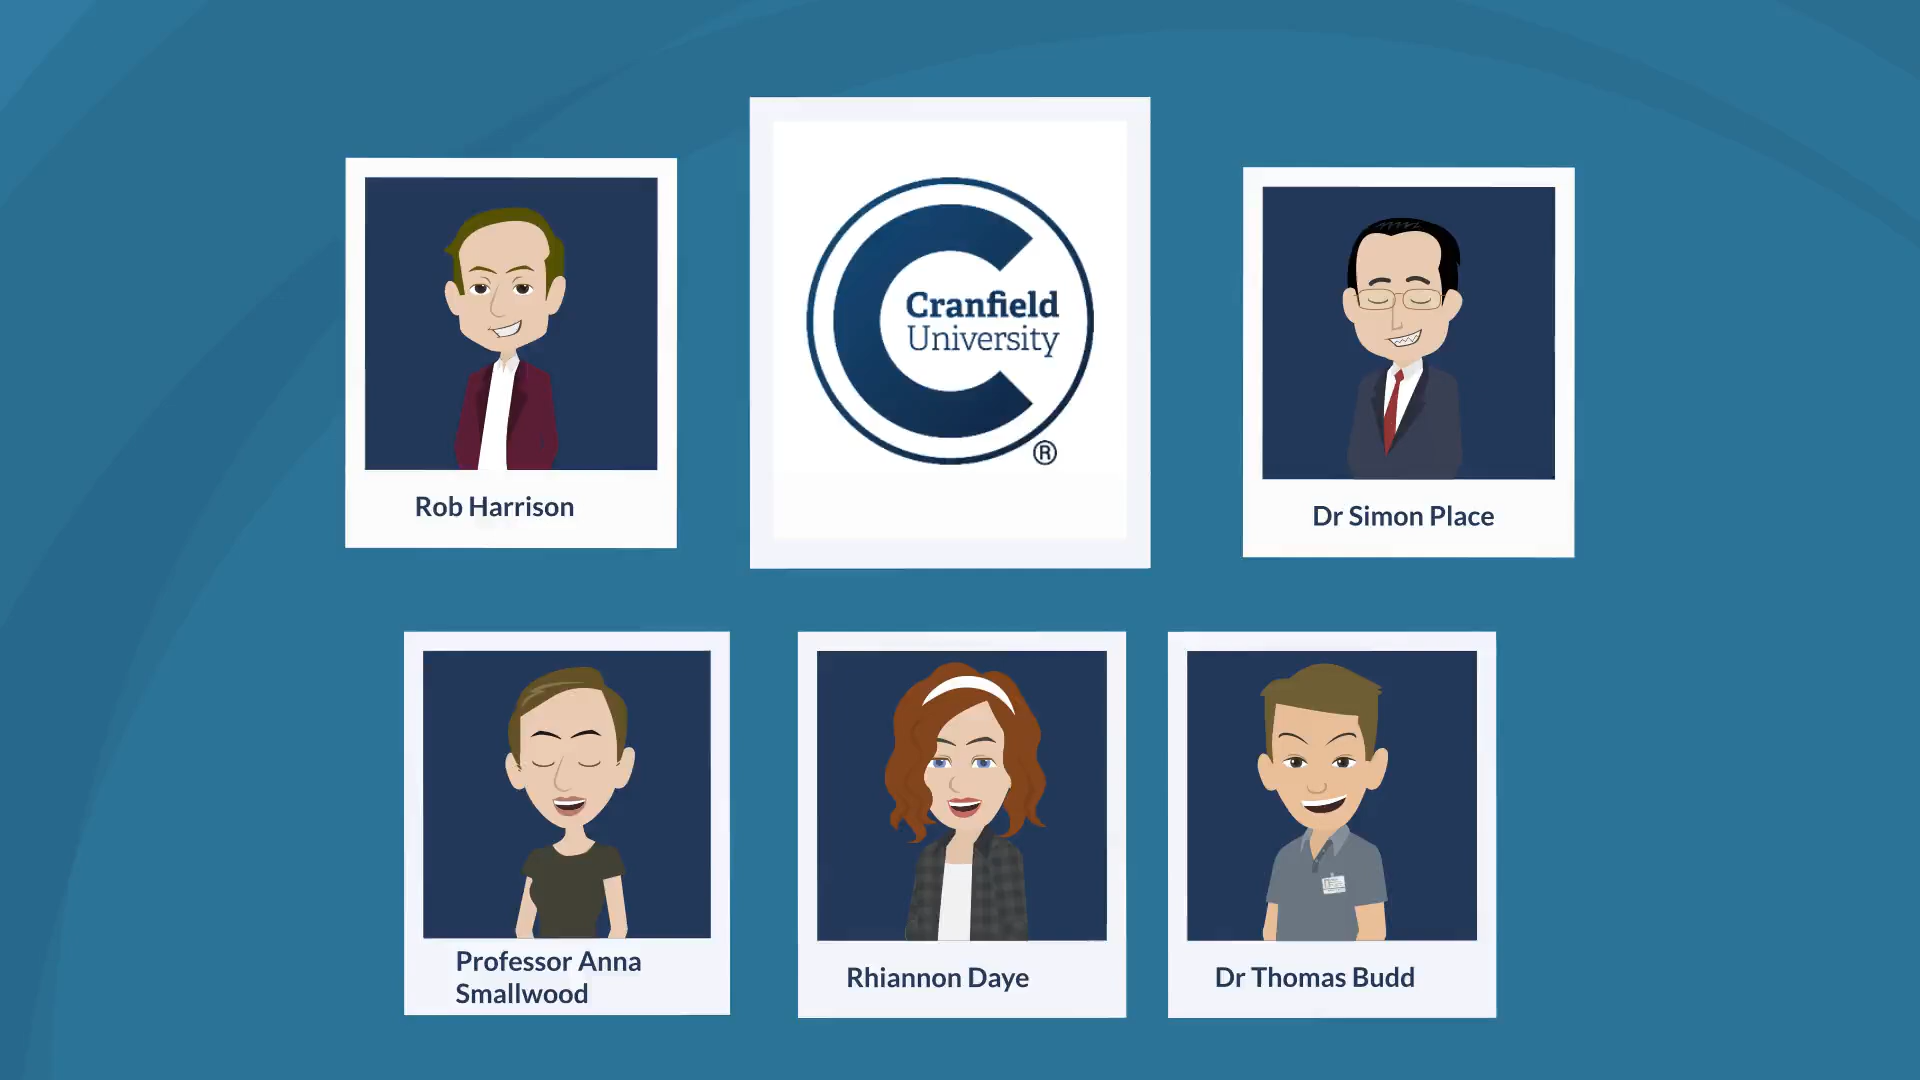 Cranfield
University
®
Rob Harrison
Dr Simon Place
Professor Anna
Smallwood
Rhiannon Daye
Dr Thomas Budd